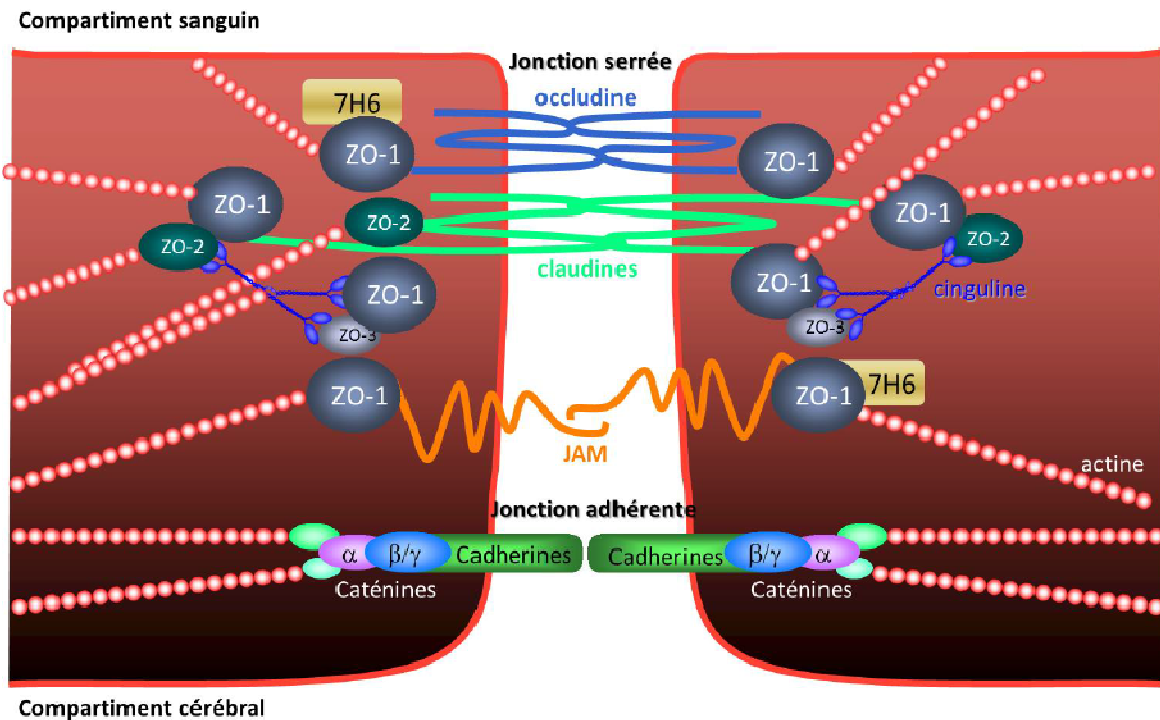 Compartiment sanguin
Jonction serrée
occludine
7H6
ZO-1
ZO-1
ZO-1
ZO-2
ZO-1
ZO-2
ZO-2
claudines
ZO-1
ZO-1
cinguline
ZO-3
ZO-3
ZO-1
ZO-1
7H6
JAM
actine
Jonction adhérente
α
β/γ
Cadherines
Cadherines
β/γ
α
Caténines
Caténines
Compartiment cérébral